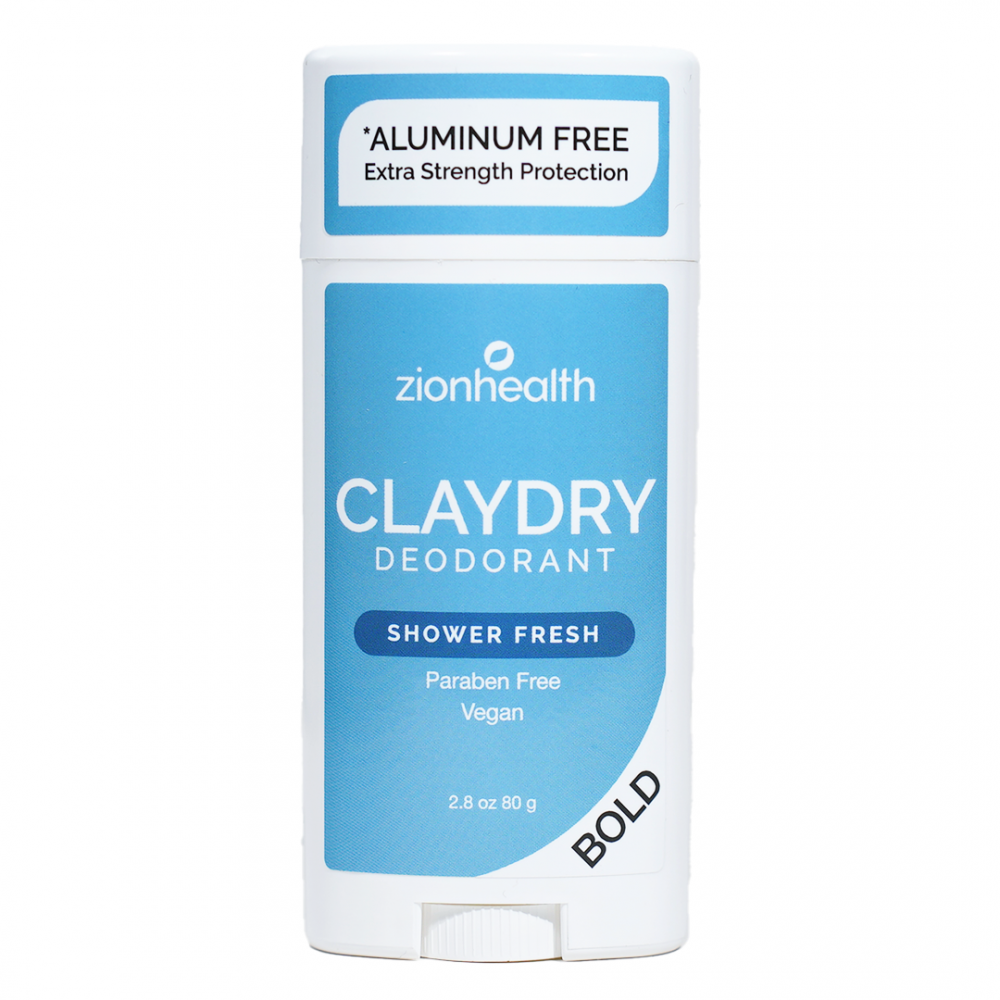 *ALUMINUM FREE
Extra Strength Protection
zionhealth
CLAYDRY
DEODORANT
SHOWER FRESH
Paraben Free
Vegan
2.8 oz 80 g
BOLD